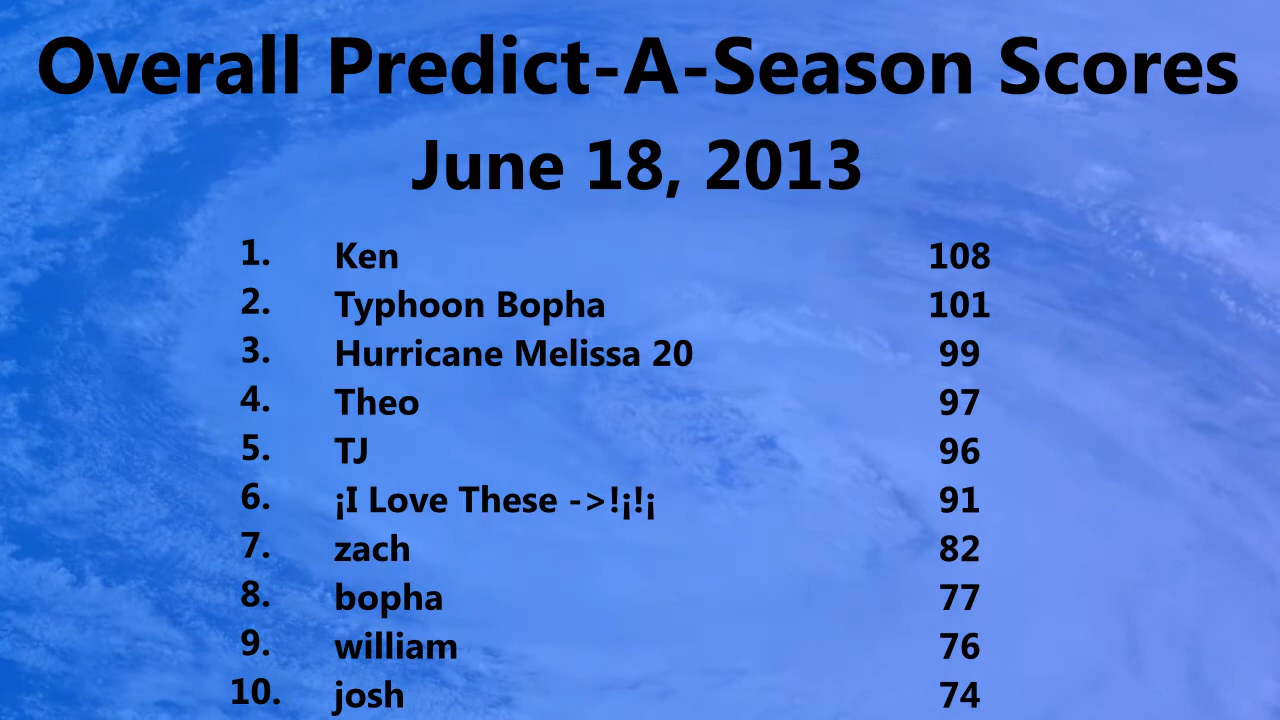 Overall Predict-A-Season Scores
June 18, 2013
1. Ken 108
2. Typhoon Bopha 101
3. Hurricane Melissa 20 99
4. Theo 97
5. TJ 96
6. ¡I Love These ->!¡!¡ 91
7. zach 82
8. bopha 77
9. william 76
10. josh 74